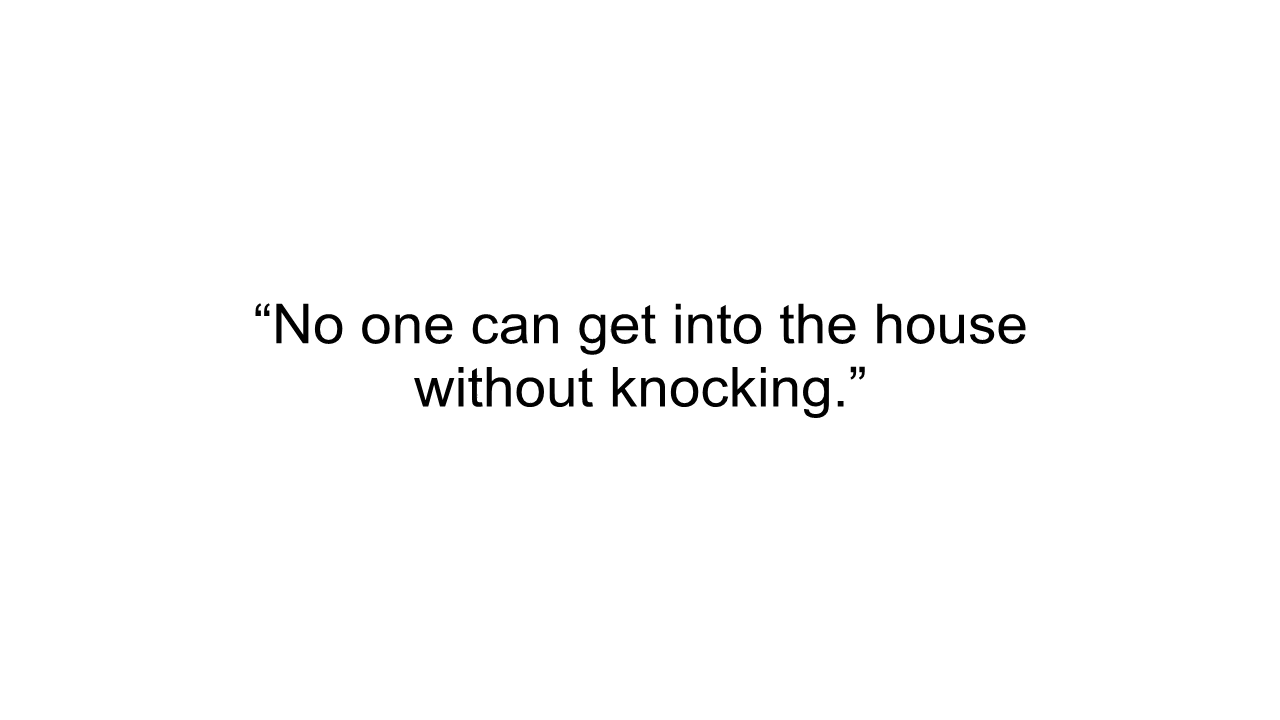 “No one can get into the house
without knocking.”